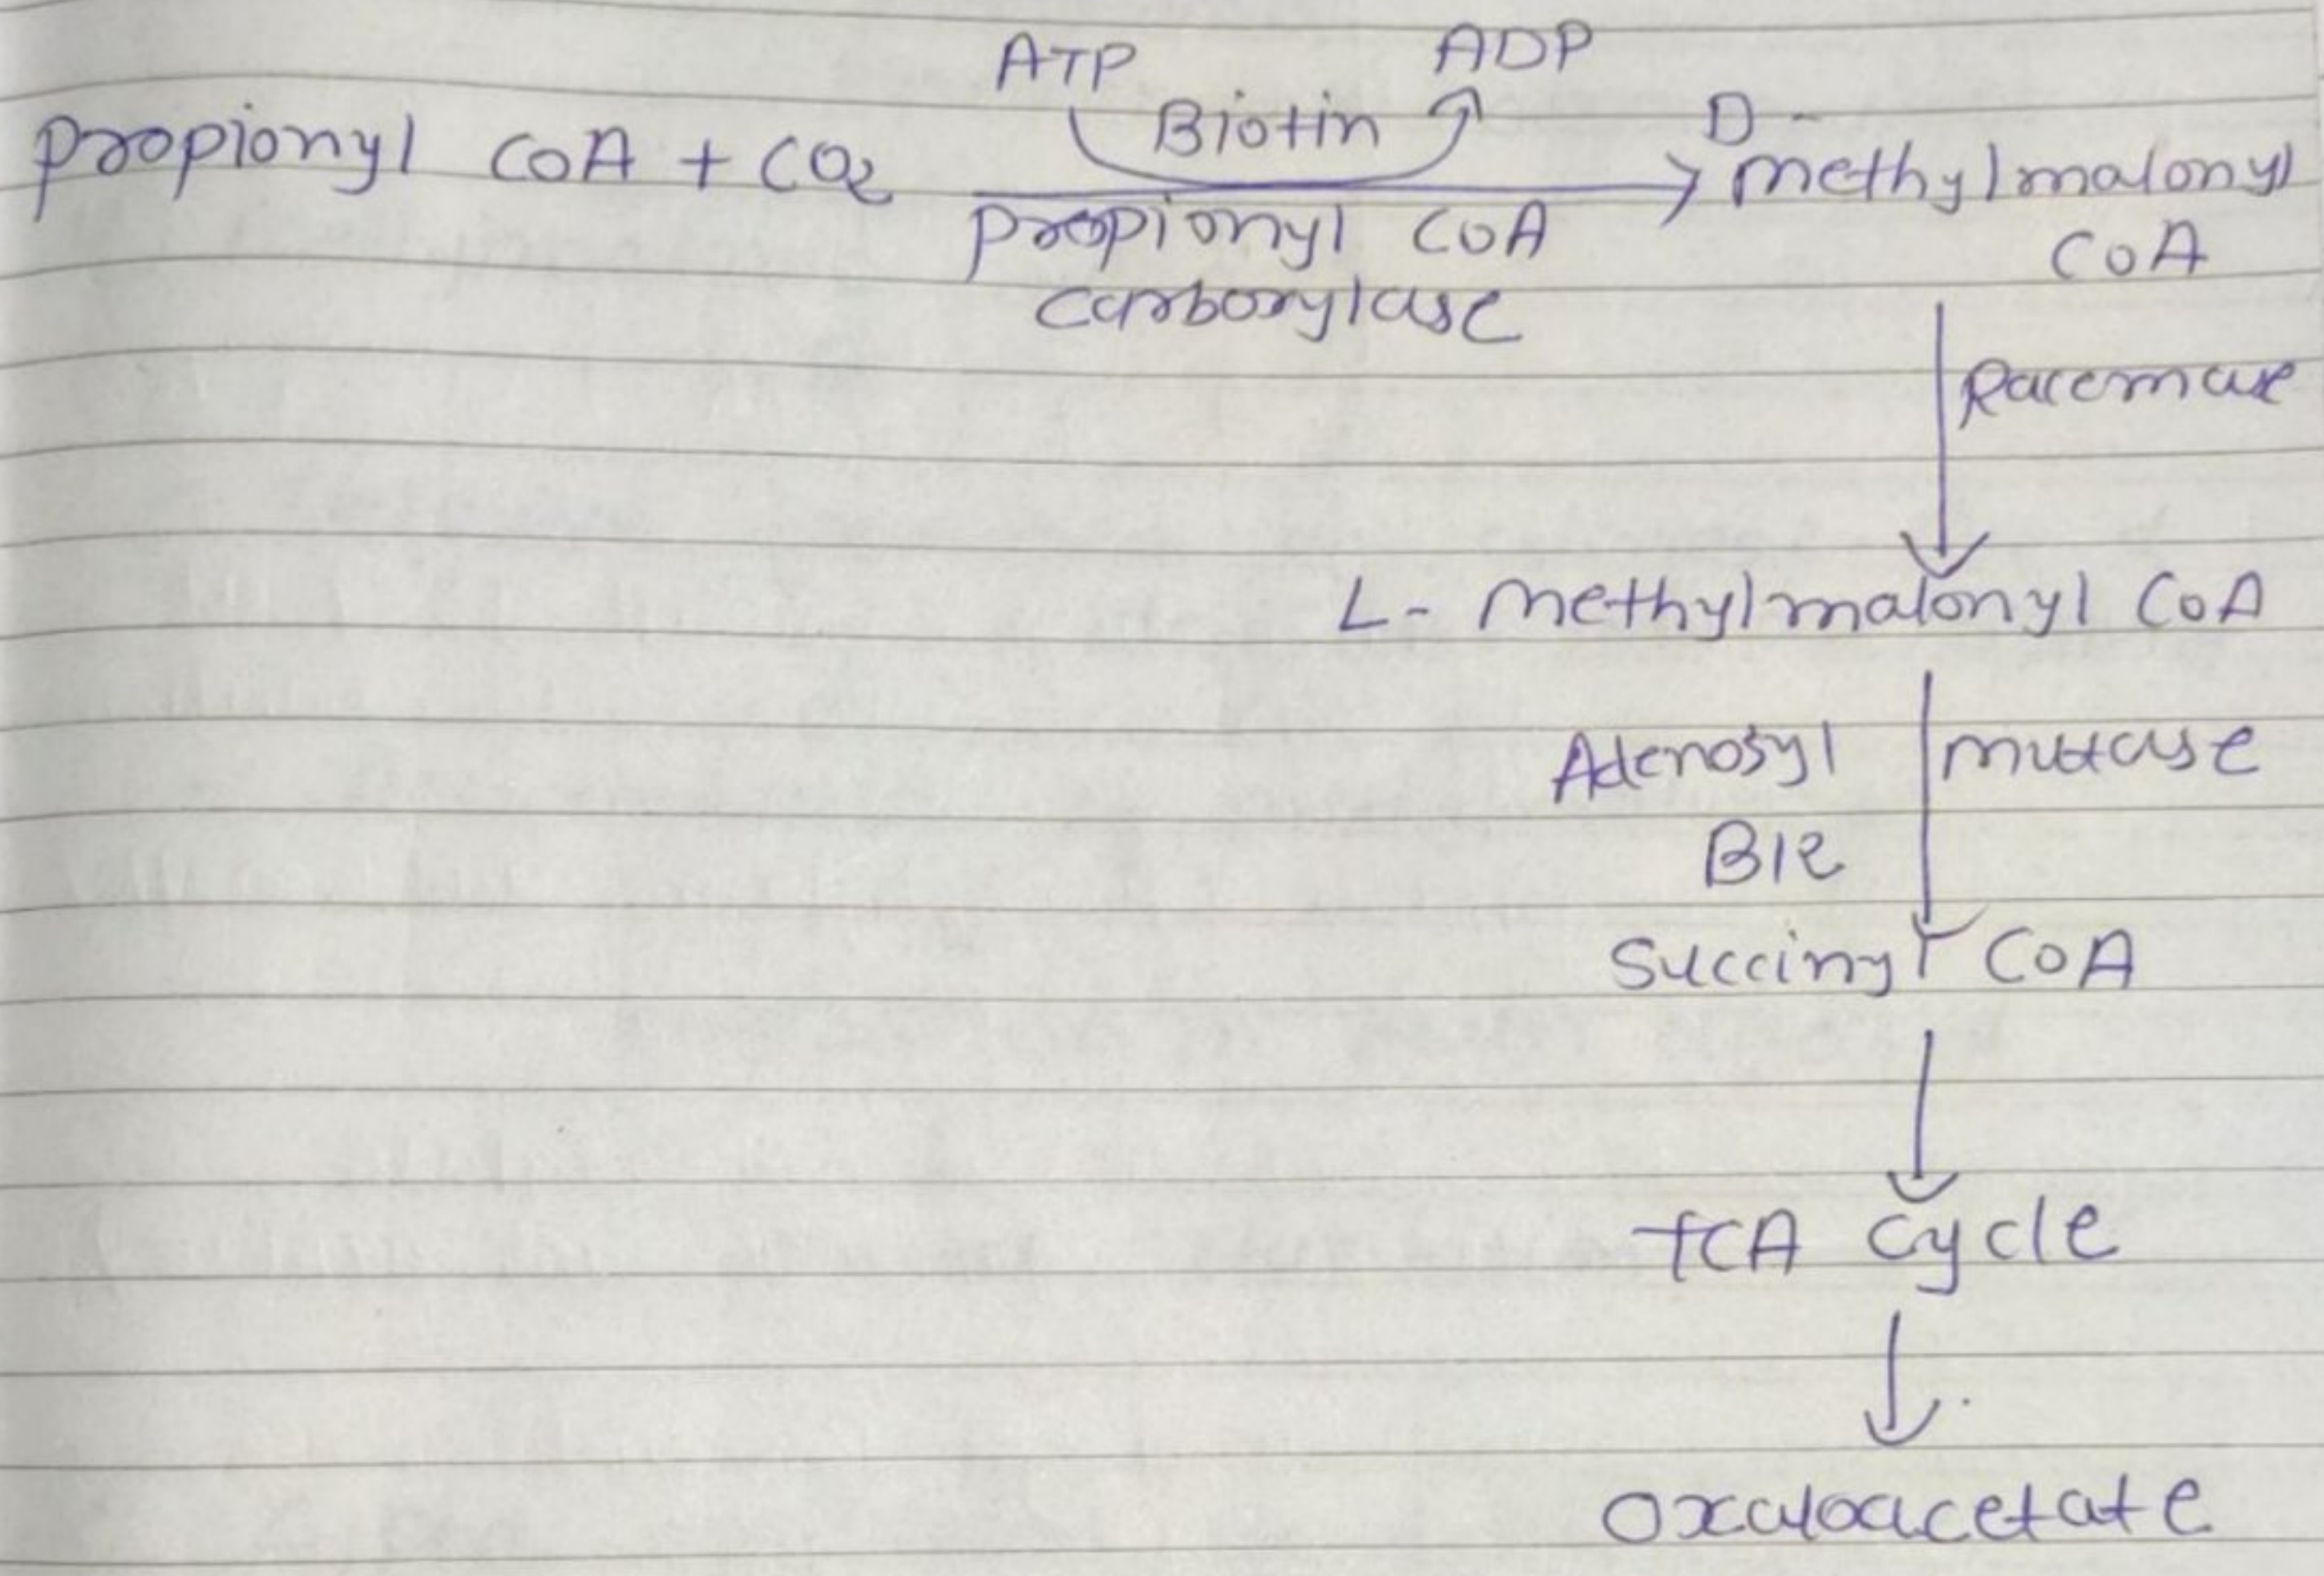 ATP ADP
Biotin
propionyl CoA + CO2 D-
propionyl CoA methylmalonyl
carboxylase CoA
Racemase
L- Methylmalonyl CoA
Adenosyl mutase
B12
Succinyl CoA
TCA Cycle
Oxaloacetate